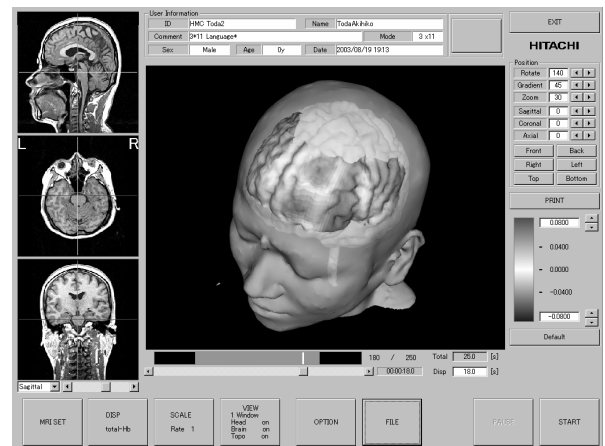 User Information
ID HMC Toda2 Name TodaAkihiko
Comment 3*11 Language* Mode 3 x11
Sex Male Age 0y Date 2003/08/19 19:13
EXIT
HITACHI
Position
Rotate 140
Gradient 45
Zoom 30
Sagittal 0
Coronal 0
Axial 0
Front Back
Right Left
Top Bottom
PRINT
0.0800
- 0.0400
- 0.0000
- -0.0400
-0.0800
Default
L R
180 / 250 Total 25.0 [s]
00:00:18.0 Disp 18.0 [s]
Sagittal
MRI SET
DISP
total-Hb
SCALE
Rate 1
VIEW
1 Window
Head on
Brain on
Topo on
OPTION
FILE
PAUSE
START